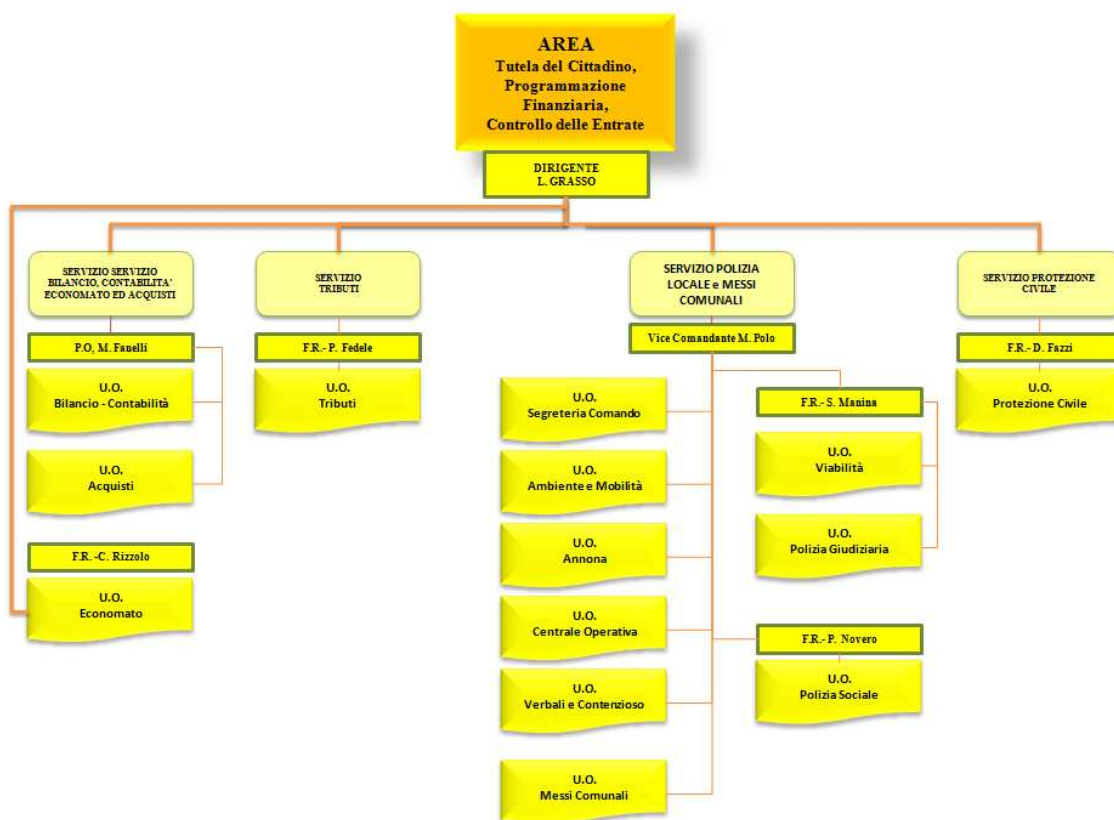 AREA
Tutela del Cittadino,
Programmazione
Finanziaria,
Controllo delle Entrate
DIRIGENTE
L. GRASSO
SERVIZIO SERVIZIO
BILANCIO, CONTABILITA'
ECONOMATO ED ACQUISTI
P.O, M. Fanelli
U.O.
Bilancio - Contabilità
U.O.
Acquisti
F.R. -C. Rizzolo
U.O.
Economato
SERVIZIO
TRIBUTI
F.R.- P. Fedele
U.O.
Tributi
SERVIZIO POLIZIA
LOCALE e MESSI
COMUNALI
Vice Comandante M. Polo
U.O.
Segreteria Comando
U.O.
Ambiente e Mobilità
U.O.
Annona
U.O.
Centrale Operativa
U.O.
Verbali e Contenzioso
U.O.
Messi Comunali
F.R.- S. Manina
U.O.
Viabilità
U.O.
Polizia Giudiziaria
F.R.- P. Novero
U.O.
Polizia Sociale
SERVIZIO PROTEZIONE
CIVILE
F.R.- D. Fazzi
U.O.
Protezione Civile